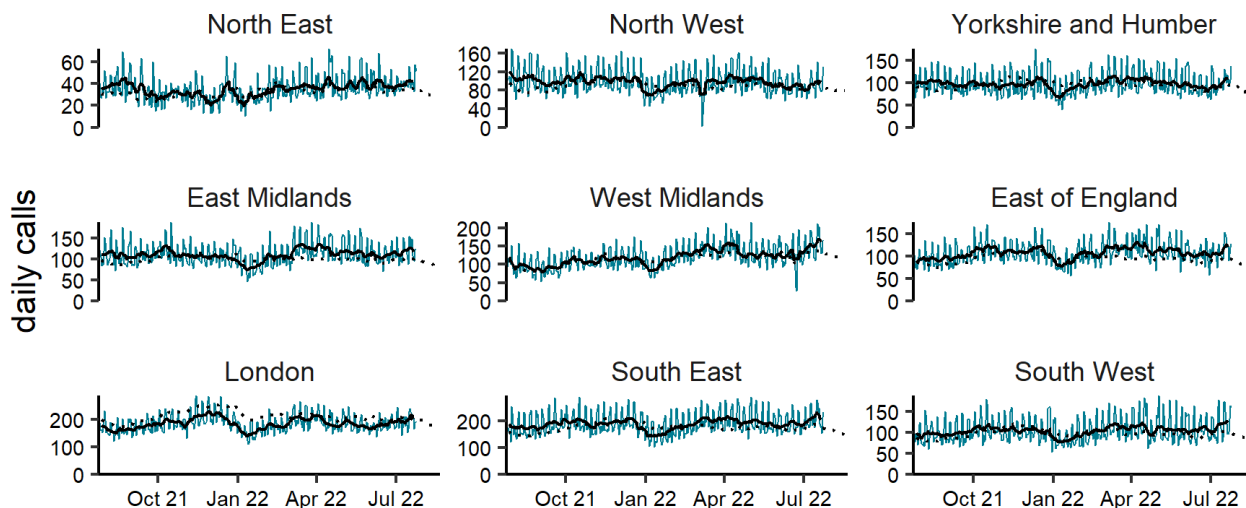 North East
North West
Yorkshire and Humber
60
40
20
0
160
120
80
40
0
150
100
50
0
daily calls
East Midlands
West Midlands
East of England
150
100
50
0
200
150
100
50
0
150
100
50
0
London
South East
South West
200
100
0
200
100
0
150
100
50
0
Oct 21 Jan 22 Apr 22 Jul 22
Oct 21 Jan 22 Apr 22 Jul 22
Oct 21 Jan 22 Apr 22 Jul 22